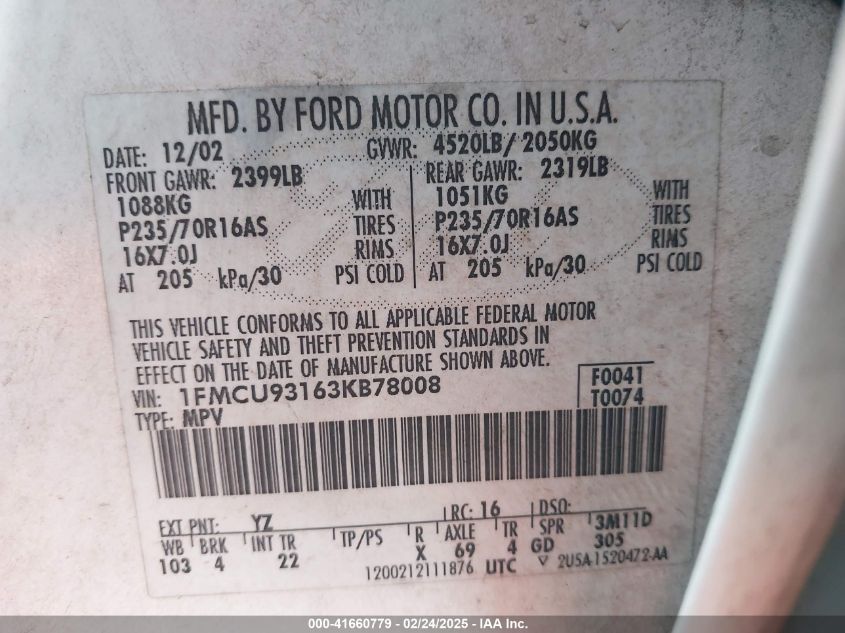 MFD. BY FORD MOTOR CO. IN U.S.A.
DATE: 12/02 GVWR: 4520LB/ 2050KG
FRONT GAWR: 2399LB REAR GAWR: 2319LB
1088KG WITH 1051KG WITH
P235/70R16AS TIRES P235/70R16AS TIRES
16X7.0J RIMS 16X7.0J RIMS
AT 205 kPa/30 PSI COLD AT 205 kPa/30 PSI COLD
THIS VEHICLE CONFORMS TO ALL APPLICABLE FEDERAL MOTOR
VEHICLE SAFETY AND THEFT PREVENTION STANDARDS IN
EFFECT ON THE DATE OF MANUFACTURE SHOWN ABOVE.
VIN: 1FMCU93163KB78008 F0041
TYPE: MPV T0074
EXT PNT: YZ RC: 16 DSO:
WB BRK INT TR TP/PS R AXLE TR SPR 3M11D
103 4 22 X 69 4 GD 305
1200212111876 UTC ▽ 2USA-1520472-AA
000-41660779 - 02/24/2025 - IAA Inc.